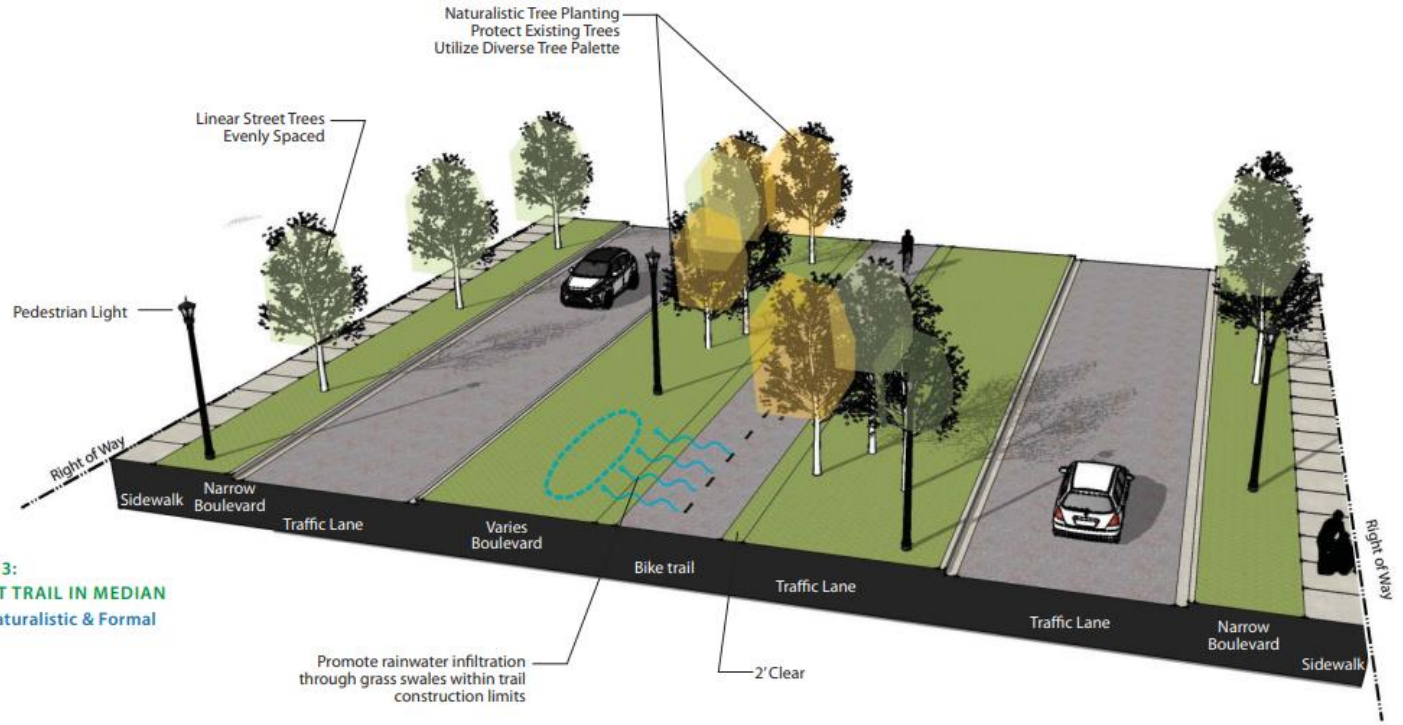 Naturalistic Tree Planting
Protect Existing Trees
Utilize Diverse Tree Palette
Linear Street Trees
Evenly Spaced
Pedestrian Light
Right of Way
Sidewalk
Narrow
Boulevard
Traffic Lane
Varies
Boulevard
Bike trail
Traffic Lane
Traffic Lane
Narrow
Boulevard
Sidewalk
Right of Way
3:
T TRAIL IN MEDIAN
aturalistic & Formal
Promote rainwater infiltration
through grass swales within trail
construction limits
2' Clear